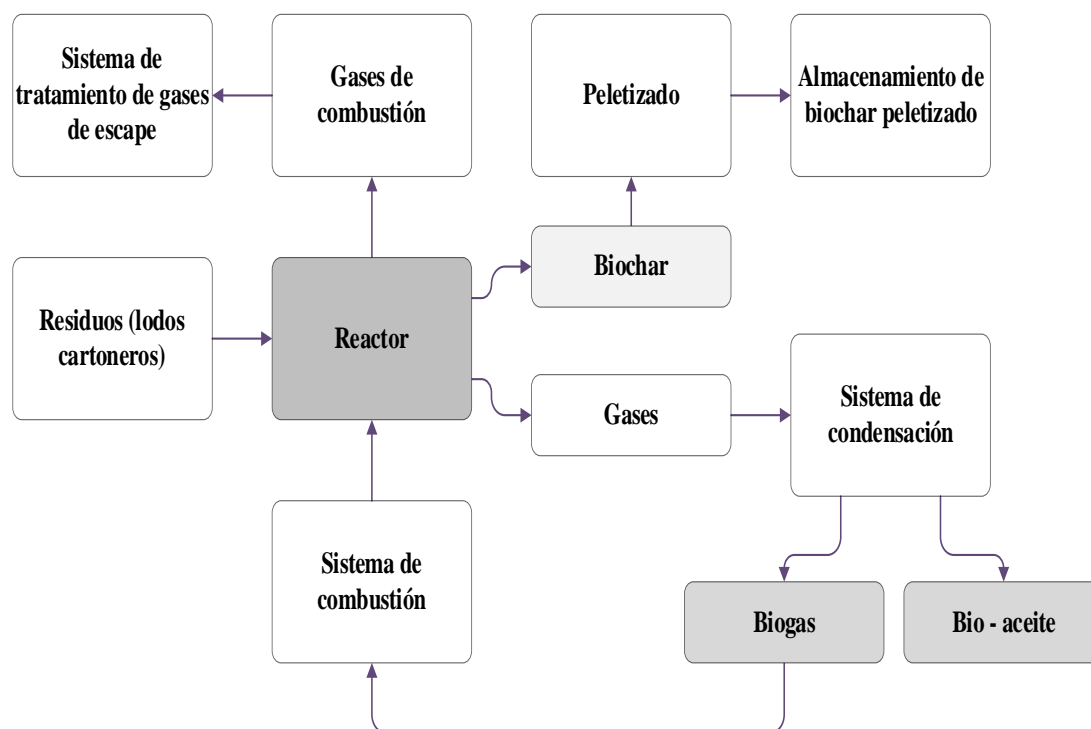 Sistema de
tratamiento de gases
de escape
Gases de
combustión
Peletizado
Almacenamiento de
biochar peletizado
Biochar
Residuos (lodos
cartoneros)
Reactor
Gases
Sistema de
condensación
Sistema de
combustión
Biogas
Bio - aceite